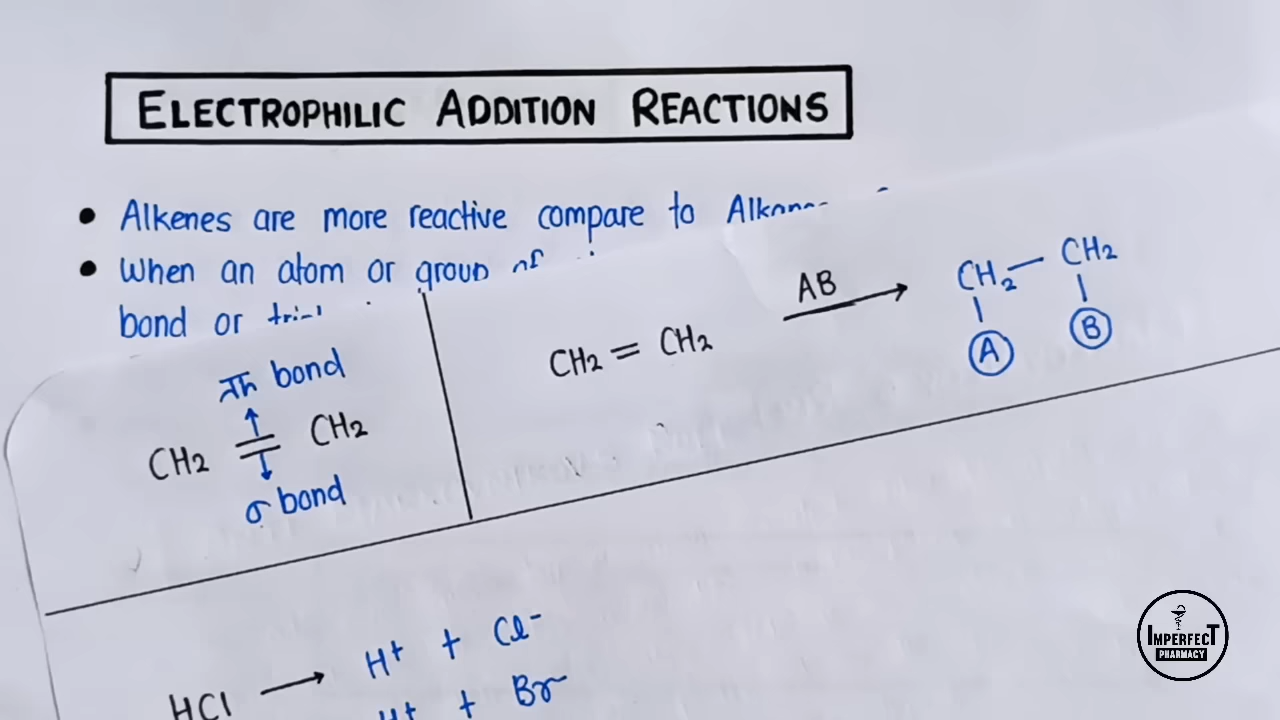 ELECTROPHILIC ADDITION REACTIONS
• Alkenes are more reactive compare to
• When an atom or group
bond or
bond
CH2 = CH2
σ bond
CH2 = CH2
AB
CH2 — CH2
A B
HCl → H+ + Cl-
H+ + Br-
IMPERFECT
PHARMACY